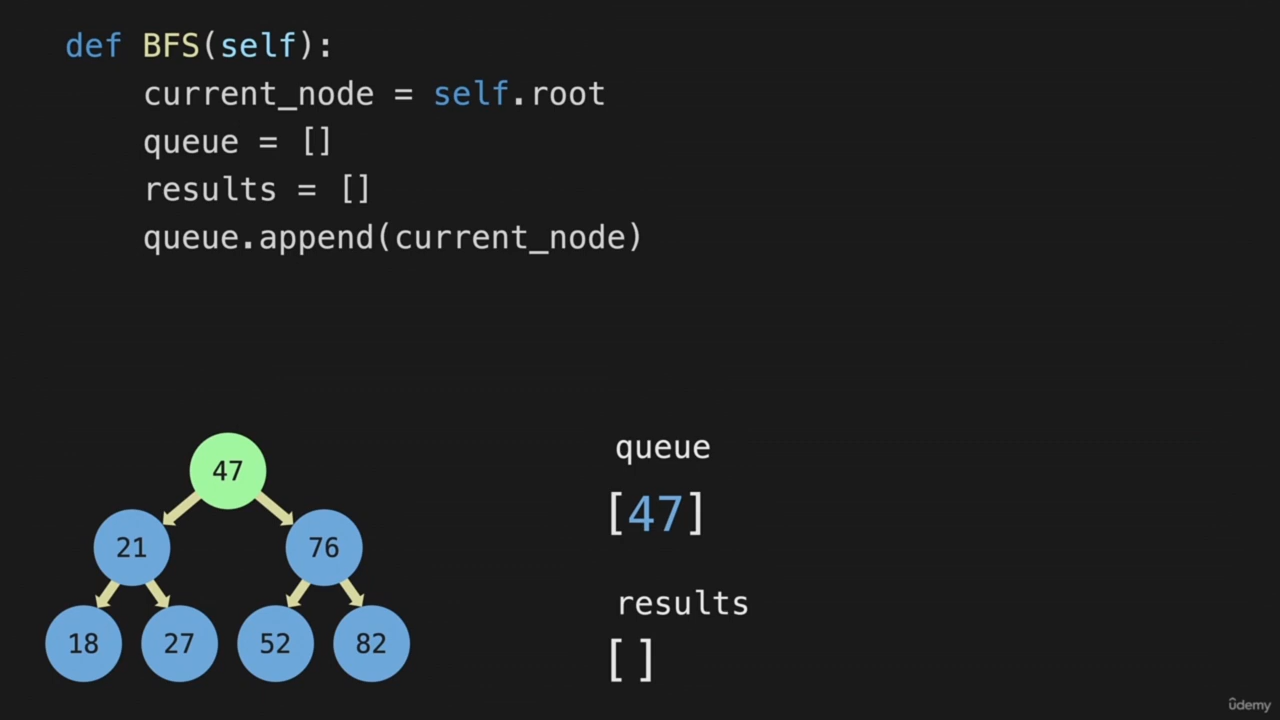 def BFS(self):
    current_node = self.root
    queue = []
    results = []
    queue.append(current_node)
47
21 76
18 27 52 82
queue
[47]
results
[ ]
ûdemy